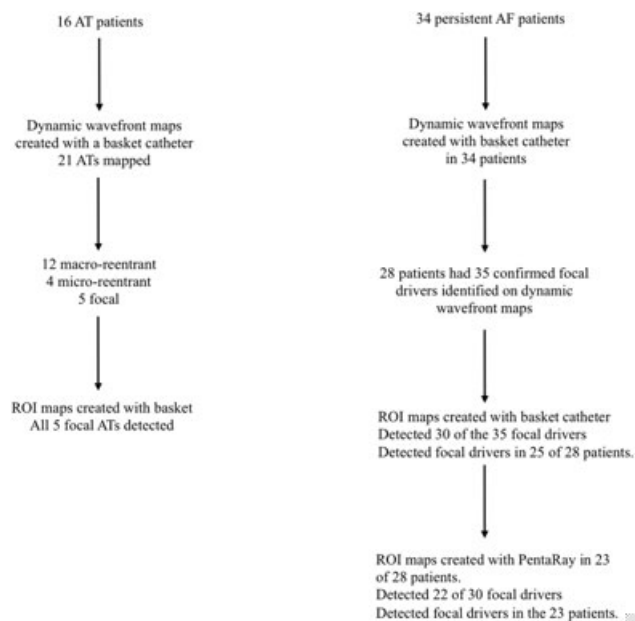 16 AT patients
Dynamic wavefront maps
created with a basket catheter
21 ATs mapped
12 macro-reentrant
4 micro-reentrant
5 focal
ROI maps created with basket
All 5 focal ATs detected
34 persistent AF patients
Dynamic wavefront maps
created with basket catheter
in 34 patients
28 patients had 35 confirmed focal
drivers identified on dynamic
wavefront maps
ROI maps created with basket catheter
Detected 30 of the 35 focal drivers
Detected focal drivers in 25 of 28 patients.
ROI maps created with PentaRay in 23
of 28 patients.
Detected 22 of 30 focal drivers
Detected focal drivers in the 23 patients.